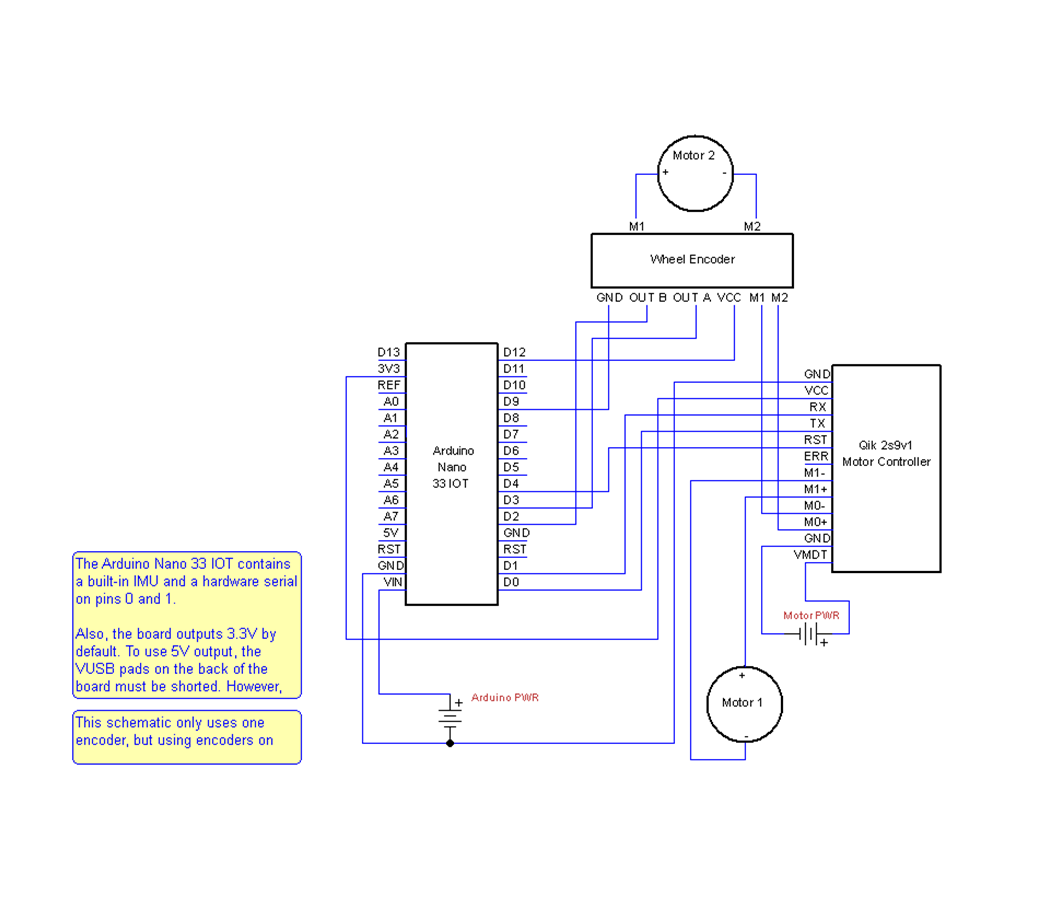 Motor 2
+ -
M1 M2
Wheel Encoder
GND OUT B OUT A VCC M1 M2
D13
3V3
REF
A0
A1
A2
A3
A4
A5
A6
A7
5V
RST
GND
VIN
Arduino
Nano
33 IOT
D12
D11
D10
D9
D8
D7
D6
D5
D4
D3
D2
GND
RST
D1
D0
GND
VCC
RX
TX
RST
ERR
M1-
M1+
M0-
M0+
GND
VMDT
Qik 2s9v1
Motor Controller
The Arduino Nano 33 IOT contains
a built-in IMU and a hardware serial
on pins 0 and 1.
Also, the board outputs 3.3V by
default. To use 5V output, the
VUSB pads on the back of the
board must be shorted. However,
This schematic only uses one
encoder, but using encoders on
Motor PWR
+
Arduino PWR
+
+
Motor 1
-